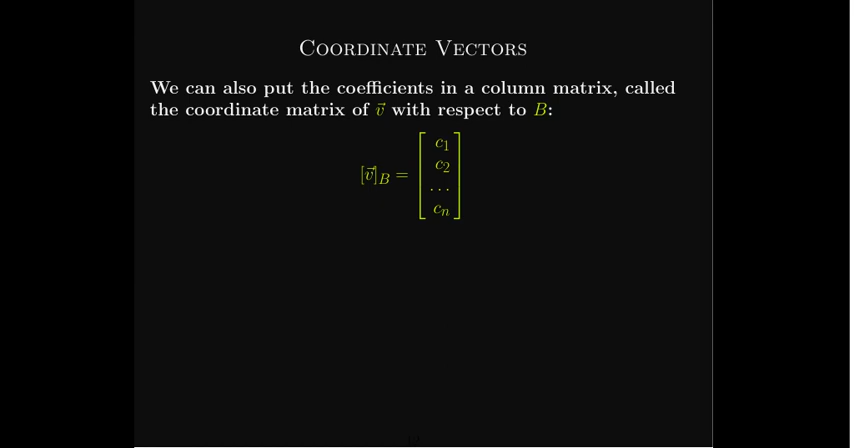 Coordinate Vectors
We can also put the coefficients in a column matrix, called
the coordinate matrix of v⃗ with respect to B:
[v⃗]_B = [ c₁
c₂
…
cₙ ]